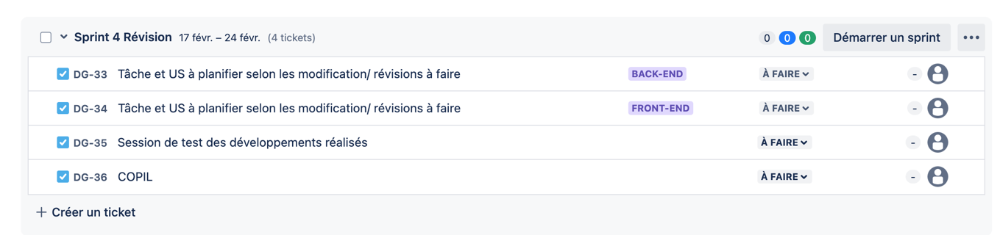 Sprint 4 Révision 17 févr. – 24 févr. (4 tickets) 0 0 0 Démarrer un sprint
DG-33 Tâche et US à planifier selon les modification/ révisions à faire BACK-END À FAIRE -
DG-34 Tâche et US à planifier selon les modification/ révisions à faire FRONT-END À FAIRE -
DG-35 Session de test des développements réalisés À FAIRE -
DG-36 COPIL À FAIRE -
+ Créer un ticket